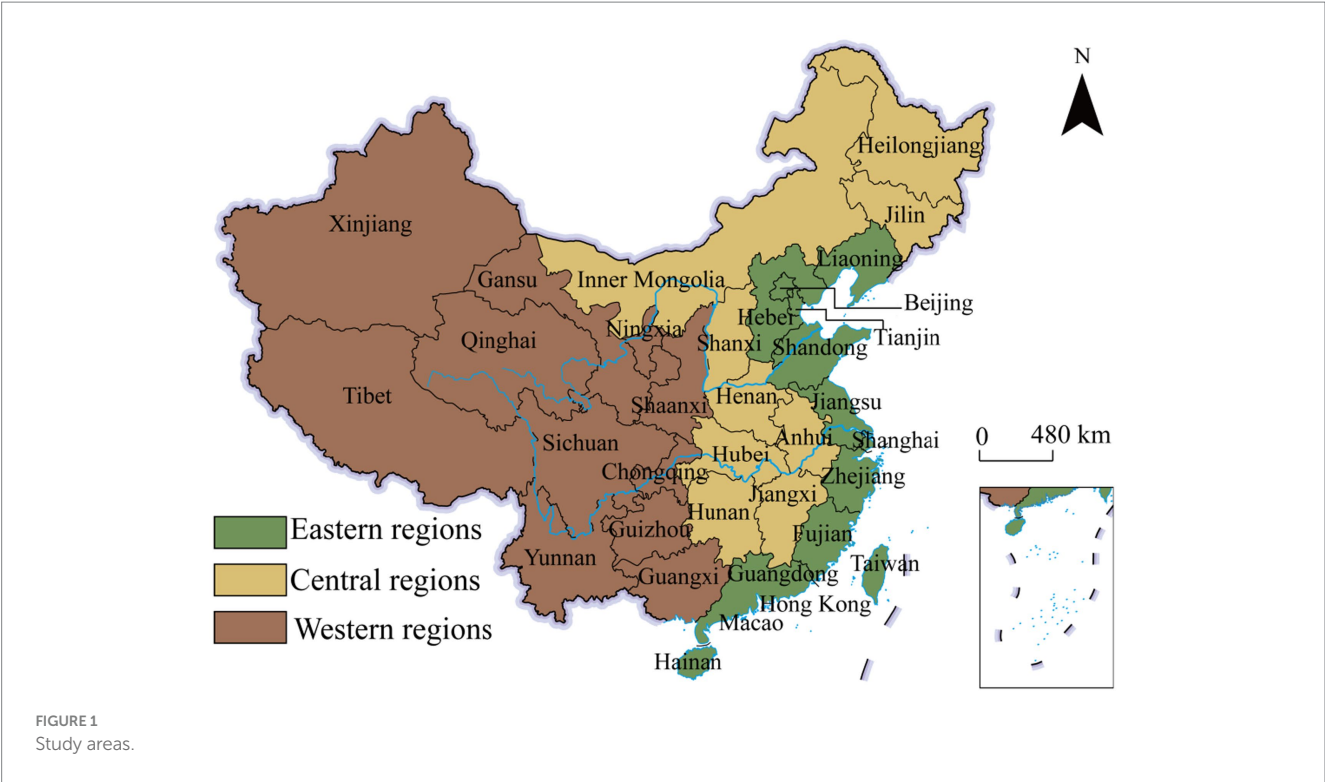 N
Heilongjiang
Xinjiang
Jilin
Liaoning
Gansu
Inner Mongolia
Beijing
Hebei
Ningxia
Tianjin
Qinghai
Shanxi
Shandong
Tibet
Henan
Jiangsu
Shaanxi
Anhui
Shanghai
0 480 km
Sichuan
Hubei
Chongqing
Zhejiang
Jiangxi
Hunan
Eastern regions
Guizhou
Fujian
Yunnan
Taiwan
Guangxi
Guangdong
Central regions
Hong Kong
Macao
Western regions
Hainan
FIGURE 1
Study areas.